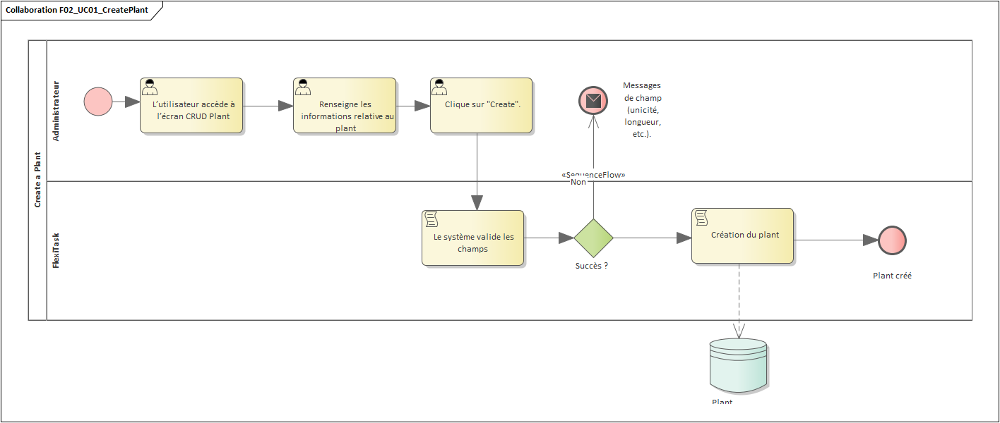 Collaboration F02_UC01_CreatePlant
Create a Plant
Administrateur
L'utilisateur accède à
l'écran CRUD Plant
Renseigne les
informations relative au
plant
Clique sur "Create".
Messages
de champ
(unicité,
longueur,
etc.).
«SequenceFlow»
Non
FlexiTask
Le système valide les
champs
Succès ?
Création du plant
Plant créé
Plant